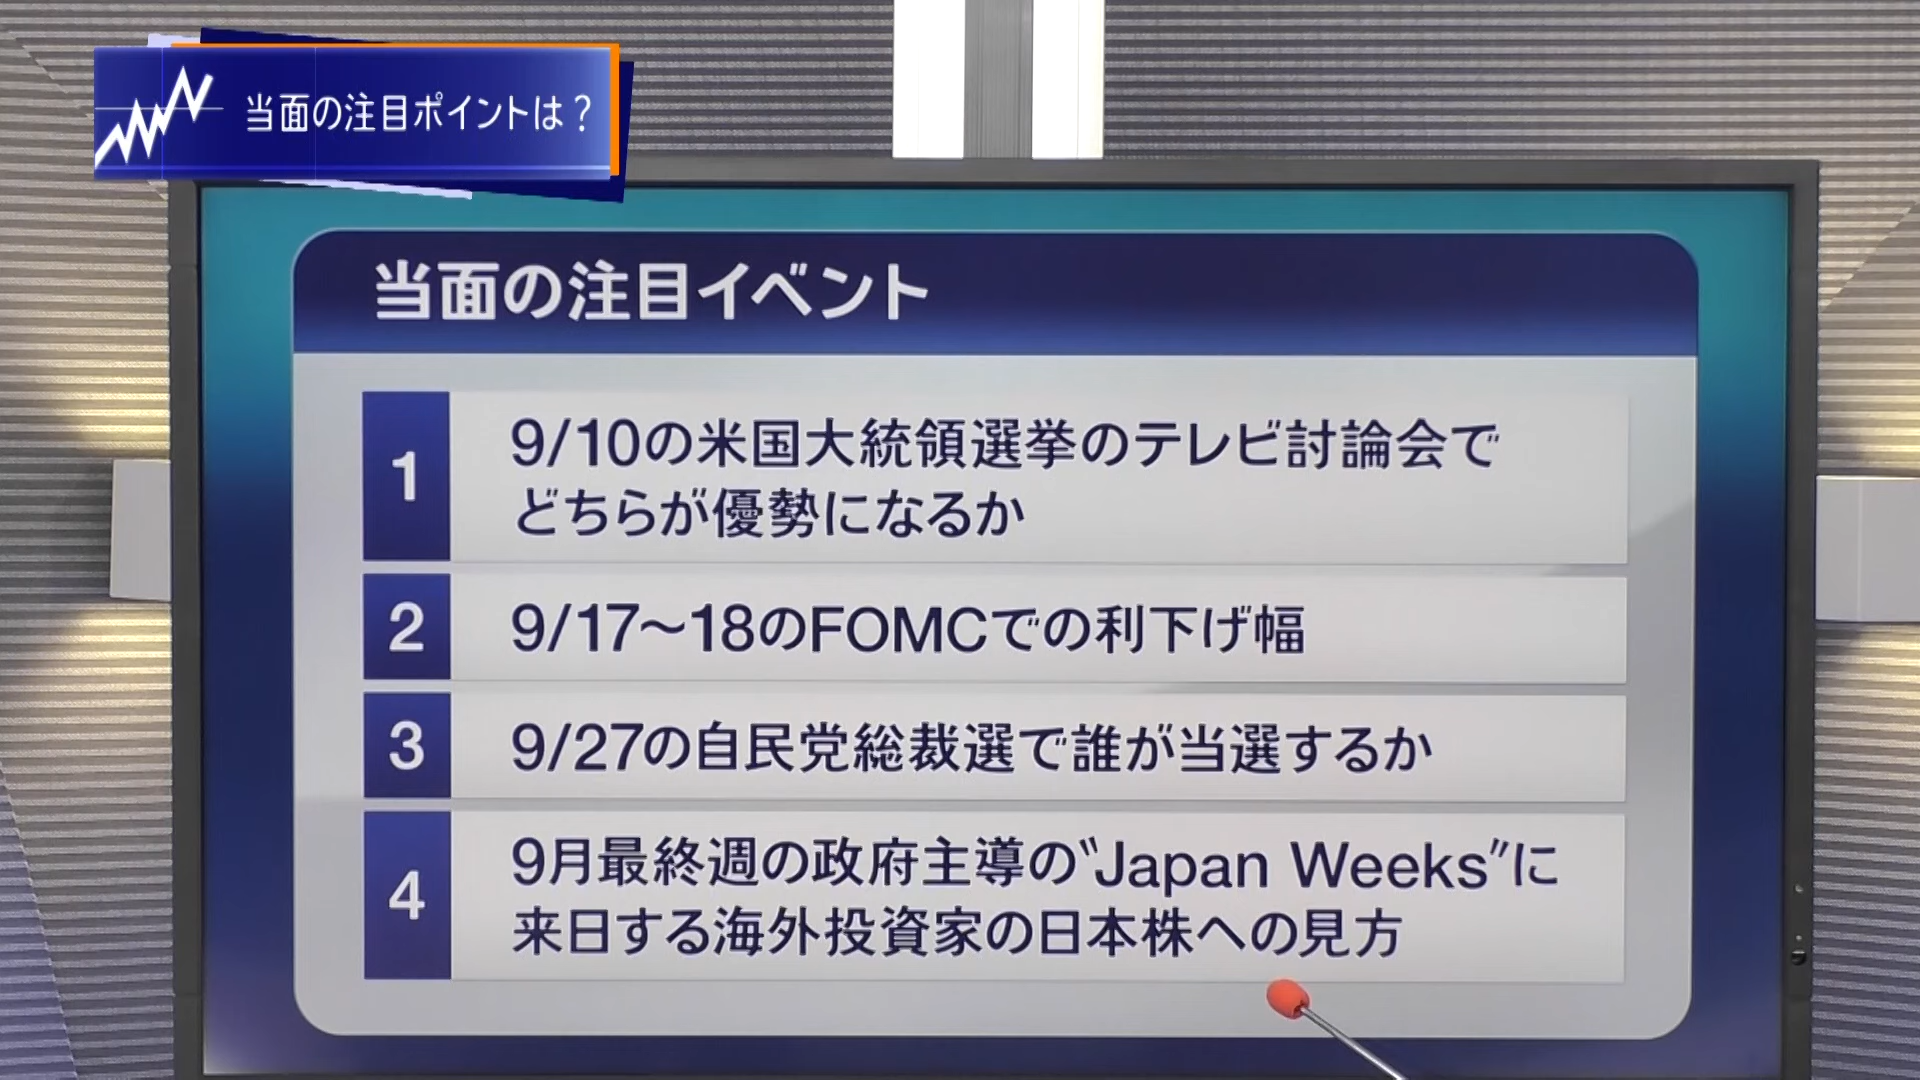 当面の注目ポイントは？
当面の注目イベント
1
9/10の米国大統領選挙のテレビ討論会で
どちらが優勢になるか
2
9/17～18のFOMCでの利下げ幅
3
9/27の自民党総裁選で誰が当選するか
4
9月最終週の政府主導の〝Japan Weeks〟に
来日する海外投資家の日本株への見方